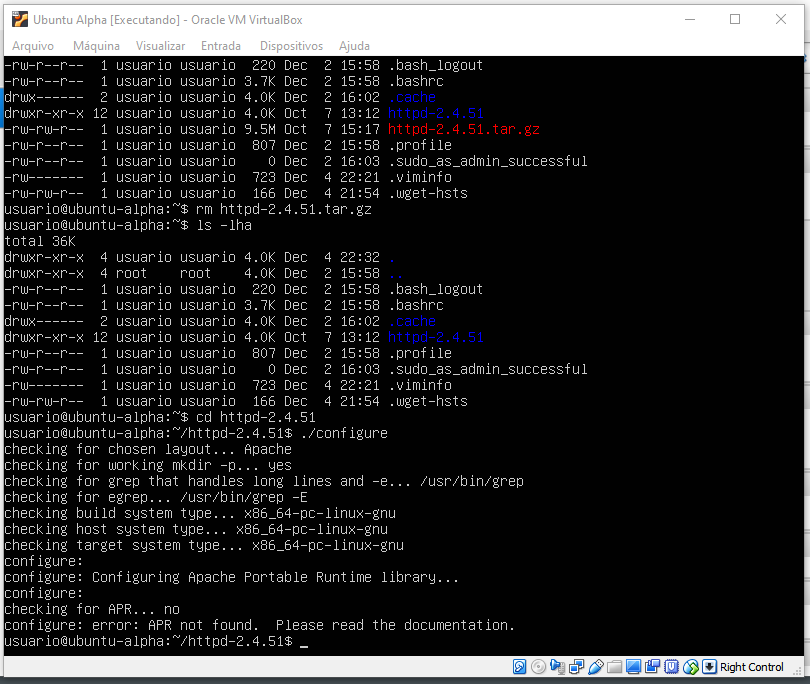 Ubuntu Alpha [Executando] - Oracle VM VirtualBox
Arquivo Máquina Visualizar Entrada Dispositivos Ajuda
-rw-r--r--  1 usuario usuario  220 Dec  2 15:58 .bash_logout
-rw-r--r--  1 usuario usuario 3.7K Dec  2 15:58 .bashrc
drwx------  2 usuario usuario 4.0K Dec  2 16:02 .cache
drwxr-xr-x 12 usuario usuario 4.0K Oct  7 13:12 httpd-2.4.51
-rw-rw-r--  1 usuario usuario 9.5M Oct  7 15:17 httpd-2.4.51.tar.gz
-rw-r--r--  1 usuario usuario  807 Dec  2 15:58 .profile
-rw-r--r--  1 usuario usuario    0 Dec  2 16:03 .sudo_as_admin_successful
-rw-------  1 usuario usuario  723 Dec  4 22:21 .viminfo
-rw-rw-r--  1 usuario usuario  166 Dec  4 21:54 .wget-hsts
usuario@ubuntu-alpha:~$ rm httpd-2.4.51.tar.gz
usuario@ubuntu-alpha:~$ ls -lha
total 36K
drwxr-xr-x  4 usuario usuario 4.0K Dec  4 22:32 .
drwxr-xr-x  4 root    root    4.0K Dec  2 15:58 ..
-rw-r--r--  1 usuario usuario  220 Dec  2 15:58 .bash_logout
-rw-r--r--  1 usuario usuario 3.7K Dec  2 15:58 .bashrc
drwx------  2 usuario usuario 4.0K Dec  2 16:02 .cache
drwxr-xr-x 12 usuario usuario 4.0K Oct  7 13:12 httpd-2.4.51
-rw-r--r--  1 usuario usuario  807 Dec  2 15:58 .profile
-rw-r--r--  1 usuario usuario    0 Dec  2 16:03 .sudo_as_admin_successful
-rw-------  1 usuario usuario  723 Dec  4 22:21 .viminfo
-rw-rw-r--  1 usuario usuario  166 Dec  4 21:54 .wget-hsts
usuario@ubuntu-alpha:~$ cd httpd-2.4.51
usuario@ubuntu-alpha:~/httpd-2.4.51$ ./configure
checking for chosen layout... Apache
checking for working mkdir -p... yes
checking for grep that handles long lines and -e... /usr/bin/grep
checking for egrep... /usr/bin/grep -E
checking build system type... x86_64-pc-linux-gnu
checking host system type... x86_64-pc-linux-gnu
checking target system type... x86_64-pc-linux-gnu
configure:
configure: Configuring Apache Portable Runtime library...
configure:
checking for APR... no
configure: error: APR not found.  Please read the documentation.
usuario@ubuntu-alpha:~/httpd-2.4.51$ _
Right Control